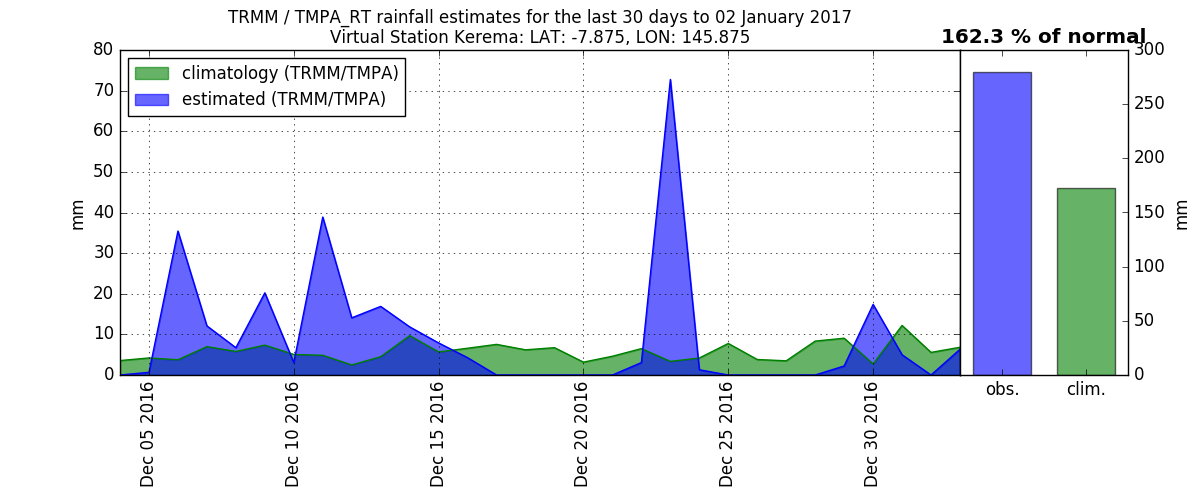 TRMM / TMPA_RT rainfall estimates for the last 30 days to 02 January 2017
Virtual Station Kerema: LAT: -7.875, LON: 145.875
162.3 % of normal
climatology (TRMM/TMPA)
estimated (TRMM/TMPA)
80
70
60
50
40
30
20
10
0
mm
Dec 05 2016
Dec 10 2016
Dec 15 2016
Dec 20 2016
Dec 25 2016
Dec 30 2016
300
250
200
150
100
50
0
mm
obs.
clim.